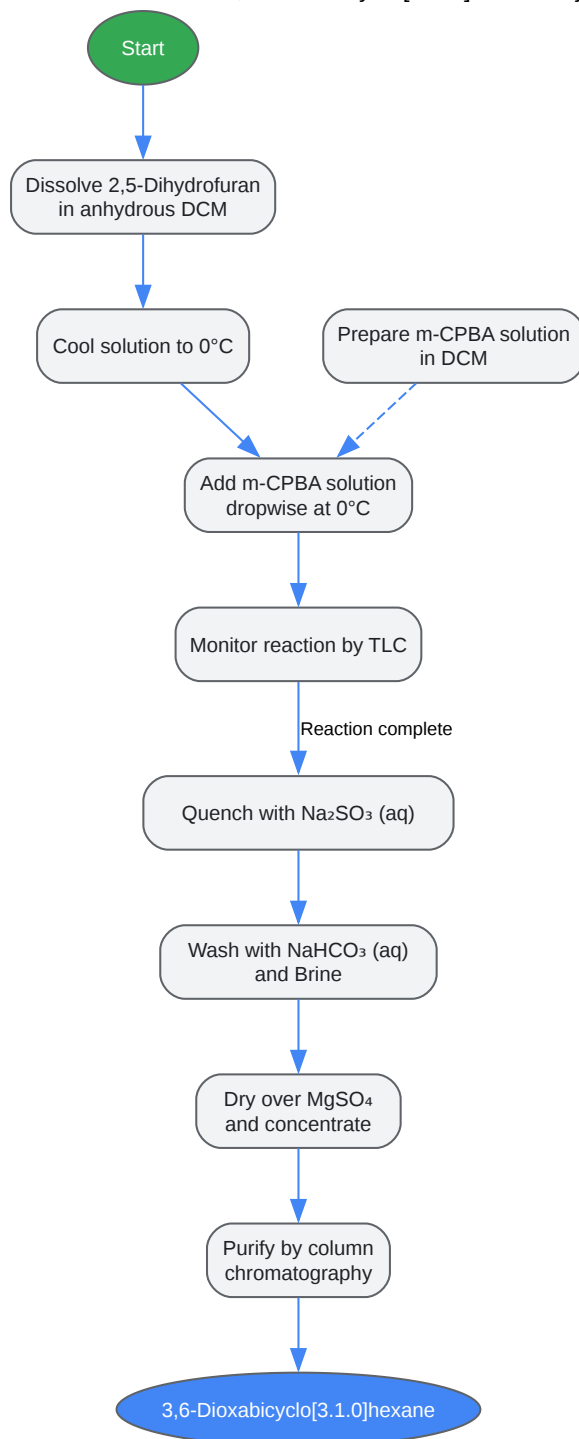 Start
Dissolve 2,5-Dihydrofuran
in anhydrous DCM
Cool solution to 0°C
Prepare m-CPBA solution
in DCM
Add m-CPBA solution
dropwise at 0°C
Monitor reaction by TLC
Reaction complete
Quench with Na₂SO₃ (aq)
Wash with NaHCO₃ (aq)
and Brine
Dry over MgSO₄
and concentrate
Purify by column
chromatography
3,6-Dioxabicyclo[3.1.0]hexane